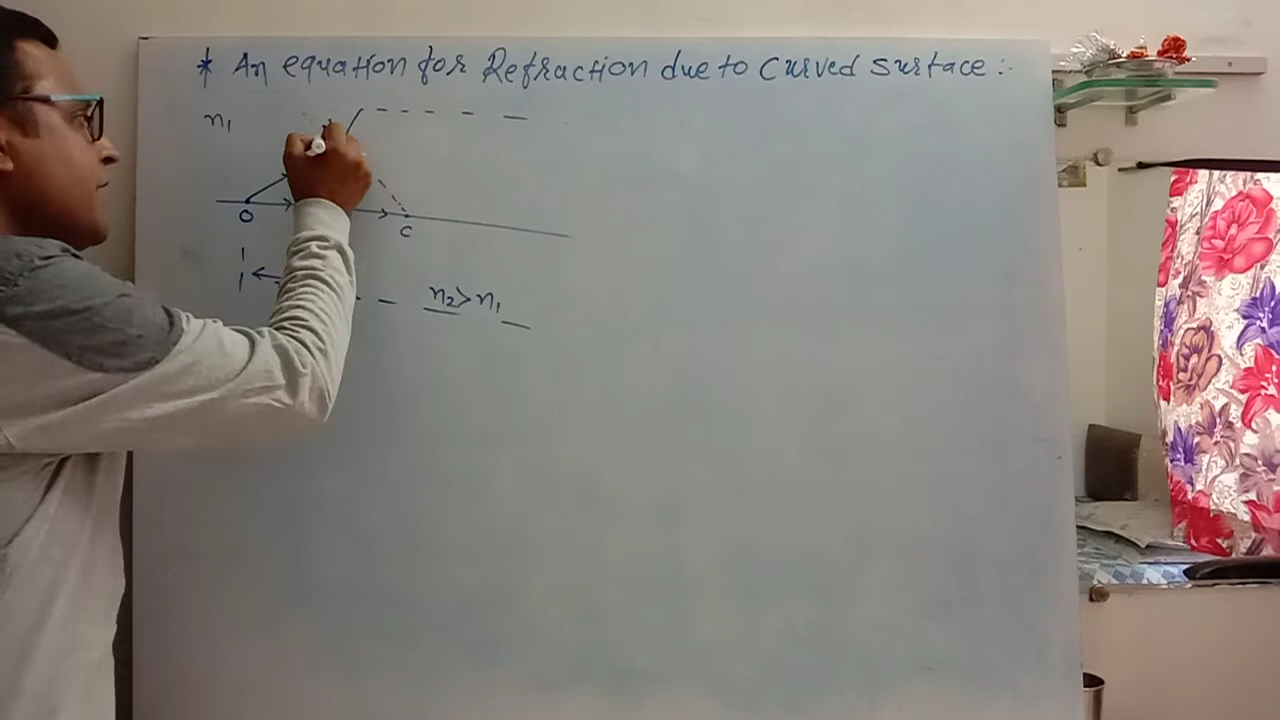 * An equation for Refraction due to Curved surface :-
n1
O
C
n2>n1